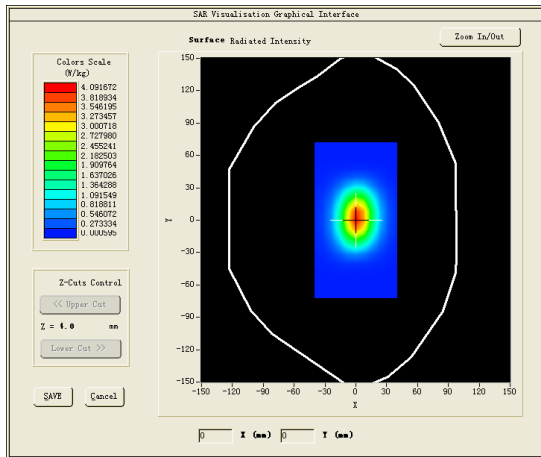 SAR Visualisation Graphical Interface
Surface Radiated Intensity
Zoom In/Out
Colors Scale
(W/kg)
4.091672
3.818934
3.546195
3.273457
3.000718
2.727980
2.455241
2.182503
1.909764
1.637026
1.364288
1.091549
0.818811
0.546072
0.273334
0.000595
Z-Cuts Control
<< Upper Cut
Z = 4.0 mm
Lower Cut >>
SAVE Cancel
150
120
90
60
30
0
-30
-60
-90
-120
-150
Y
-150 -120 -90 -60 -30 0 30 60 90 120 150
X
0 X (mm) 0 Y (mm)